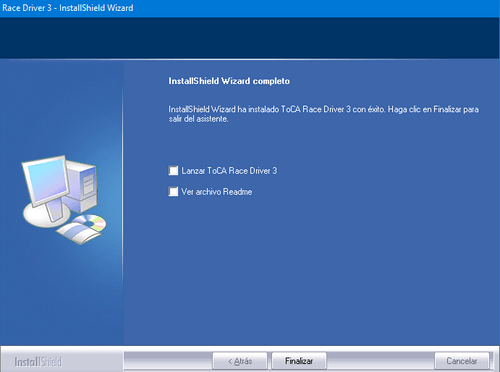 Race Driver 3 - InstallShield Wizard
InstallShield Wizard completo
InstallShield Wizard ha instalado ToCA Race Driver 3 con éxito. Haga clic en Finalizar para
salir del asistente.
Lanzar ToCA Race Driver 3
Ver archivo Readme
InstallShield
< Atrás
Finalizar
Cancelar